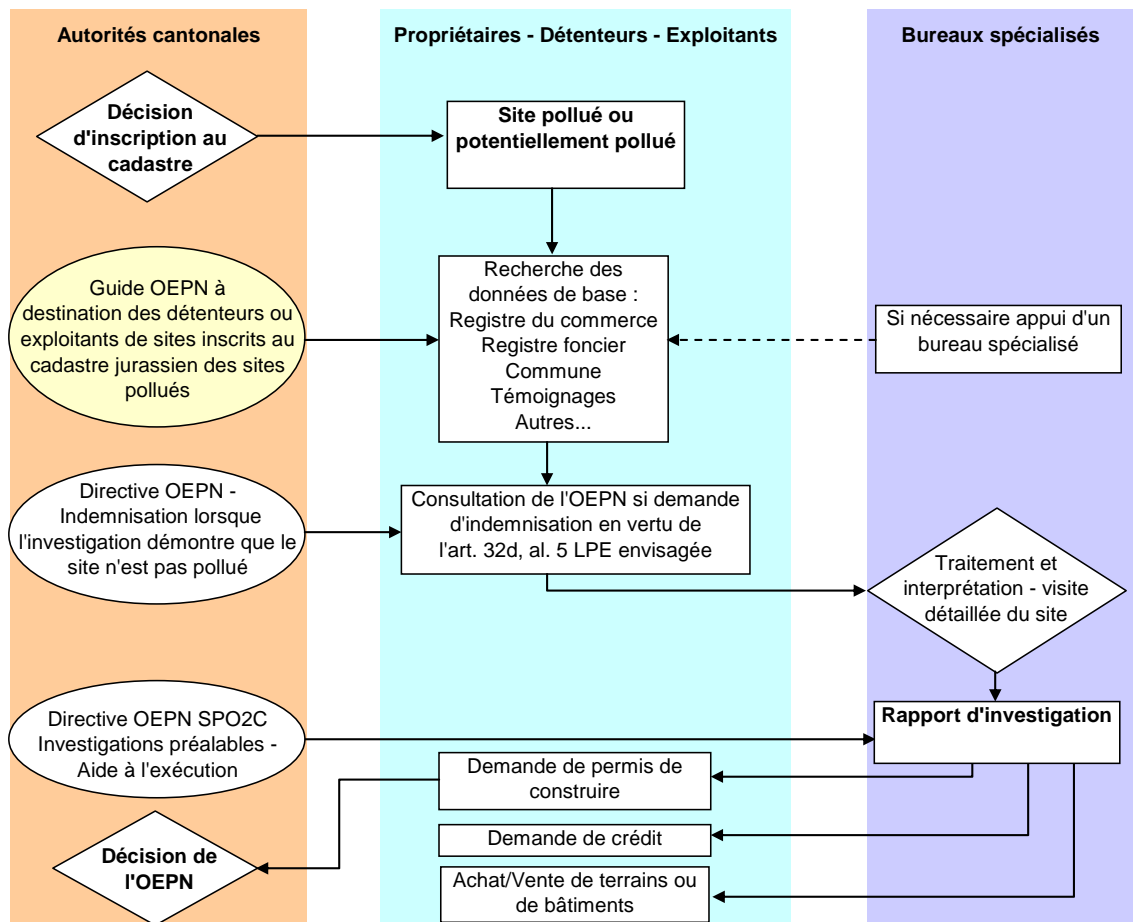 Autorités cantonales
Propriétaires - Détenteurs - Exploitants
Bureaux spécialisés
Décision
d'inscription au
cadastre
Site pollué ou
potentiellement pollué
Guide OEPN à
destination des détenteurs ou
exploitants de sites inscrits au
cadastre jurassien des sites
pollués
Recherche des
données de base :
Registre du commerce
Registre foncier
Commune
Témoignages
Autres...
Si nécessaire appui d'un
bureau spécialisé
Directive OEPN -
Indemnisation lorsque
l'investigation démontre que le
site n'est pas pollué
Consultation de l'OEPN si demande
d'indemnisation en vertu de
l'art. 32d, al. 5 LPE envisagée
Traitement et
interprétation - visite
détaillée du site
Directive OEPN SPO2C
Investigations préalables -
Aide à l'exécution
Rapport d'investigation
Demande de permis de
construire
Demande de crédit
Achat/Vente de terrains ou
de bâtiments
Décision de
l'OEPN